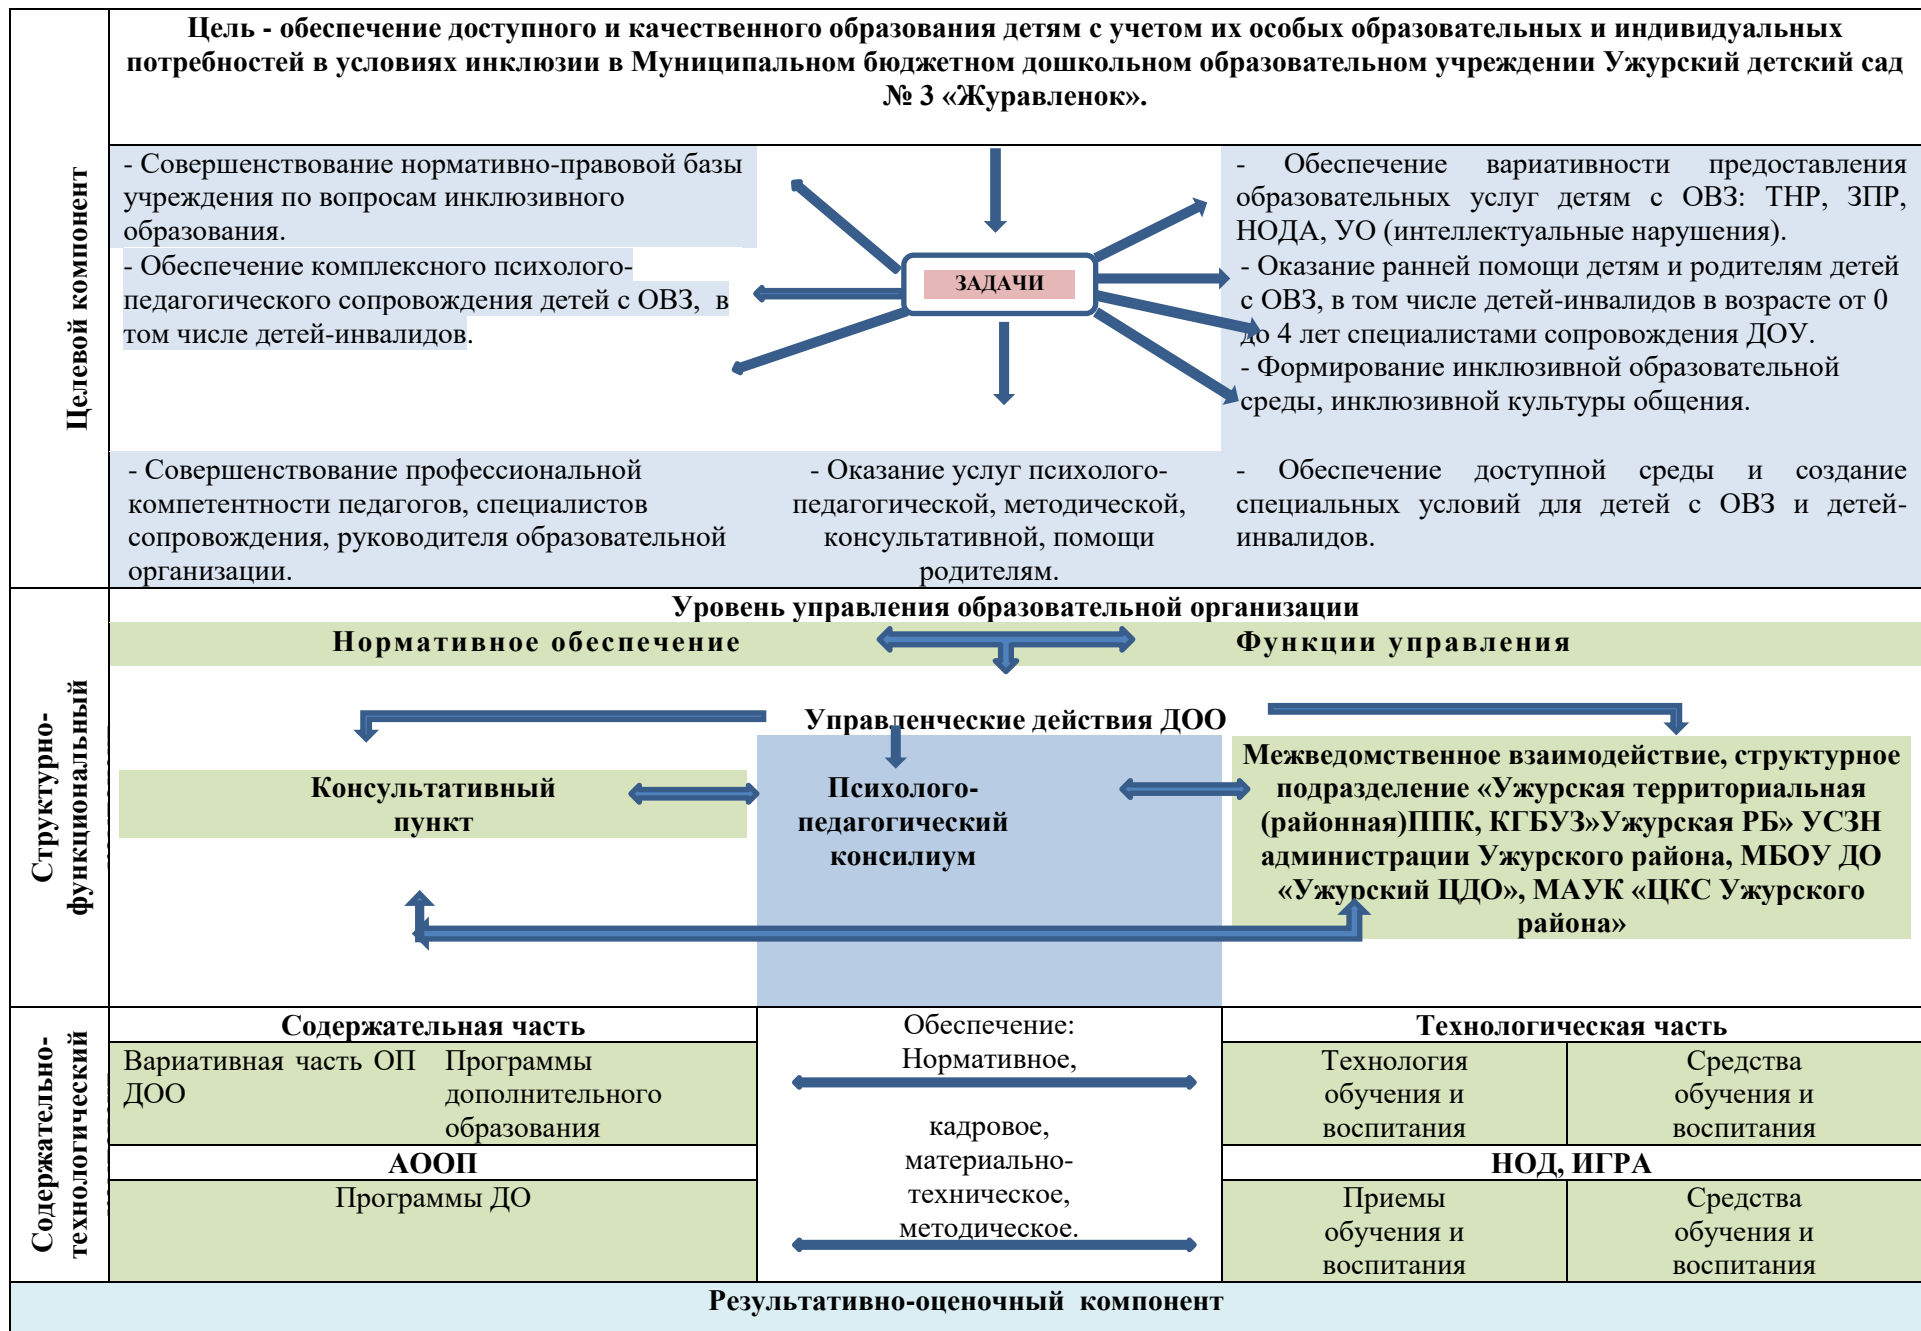 Цель - обеспечение доступного и качественного образования детям с учетом их особых образовательных и индивидуальных
потребностей в условиях инклюзии в Муниципальном бюджетном дошкольном образовательном учреждении Ужурский детский сад
№ 3 «Журавленок».
Целевой компонент
- Совершенствование нормативно-правовой базы
учреждения по вопросам инклюзивного
образования.
- Обеспечение комплексного психолого-
педагогического сопровождения детей с ОВЗ, в
том числе детей-инвалидов.
ЗАДАЧИ
- Обеспечение вариативности предоставления
образовательных услуг детям с ОВЗ: ТНР, ЗПР,
НОДА, УО (интеллектуальные нарушения).
- Оказание ранней помощи детям и родителям детей
с ОВЗ, в том числе детей-инвалидов в возрасте от 0
до 4 лет специалистами сопровождения ДОУ.
- Формирование инклюзивной образовательной
среды, инклюзивной культуры общения.
- Совершенствование профессиональной
компетентности педагогов, специалистов
сопровождения, руководителя образовательной
организации.
- Оказание услуг психолого-
педагогической, методической,
консультативной, помощи
родителям.
- Обеспечение доступной среды и создание
специальных условий для детей с ОВЗ и детей-
инвалидов.
Структурно-
функциональный
Уровень управления образовательной организации
Нормативное обеспечение
Функции управления
Управленческие действия ДОО
Консультативный
пункт
Психолого-
педагогический
консилиум
Межведомственное взаимодействие, структурное
подразделение «Ужурская территориальная
(районная)ППК, КГБУЗ»Ужурская РБ» УСЗН
администрации Ужурского района, МБОУ ДО
«Ужурский ЦДО», МАУК «ЦКС Ужурского
района»
Содержательно-
технологический
Содержательная часть
Вариативная часть ОП
ДОО
Программы
дополнительного
образования
АООП
Программы ДО
Обеспечение:
Нормативное,
кадровое,
материально-
техническое,
методическое.
Технологическая часть
Технология
обучения и
воспитания
Средства
обучения и
воспитания
НОД, ИГРА
Приемы
обучения и
воспитания
Средства
обучения и
воспитания
Результативно-оценочный компонент